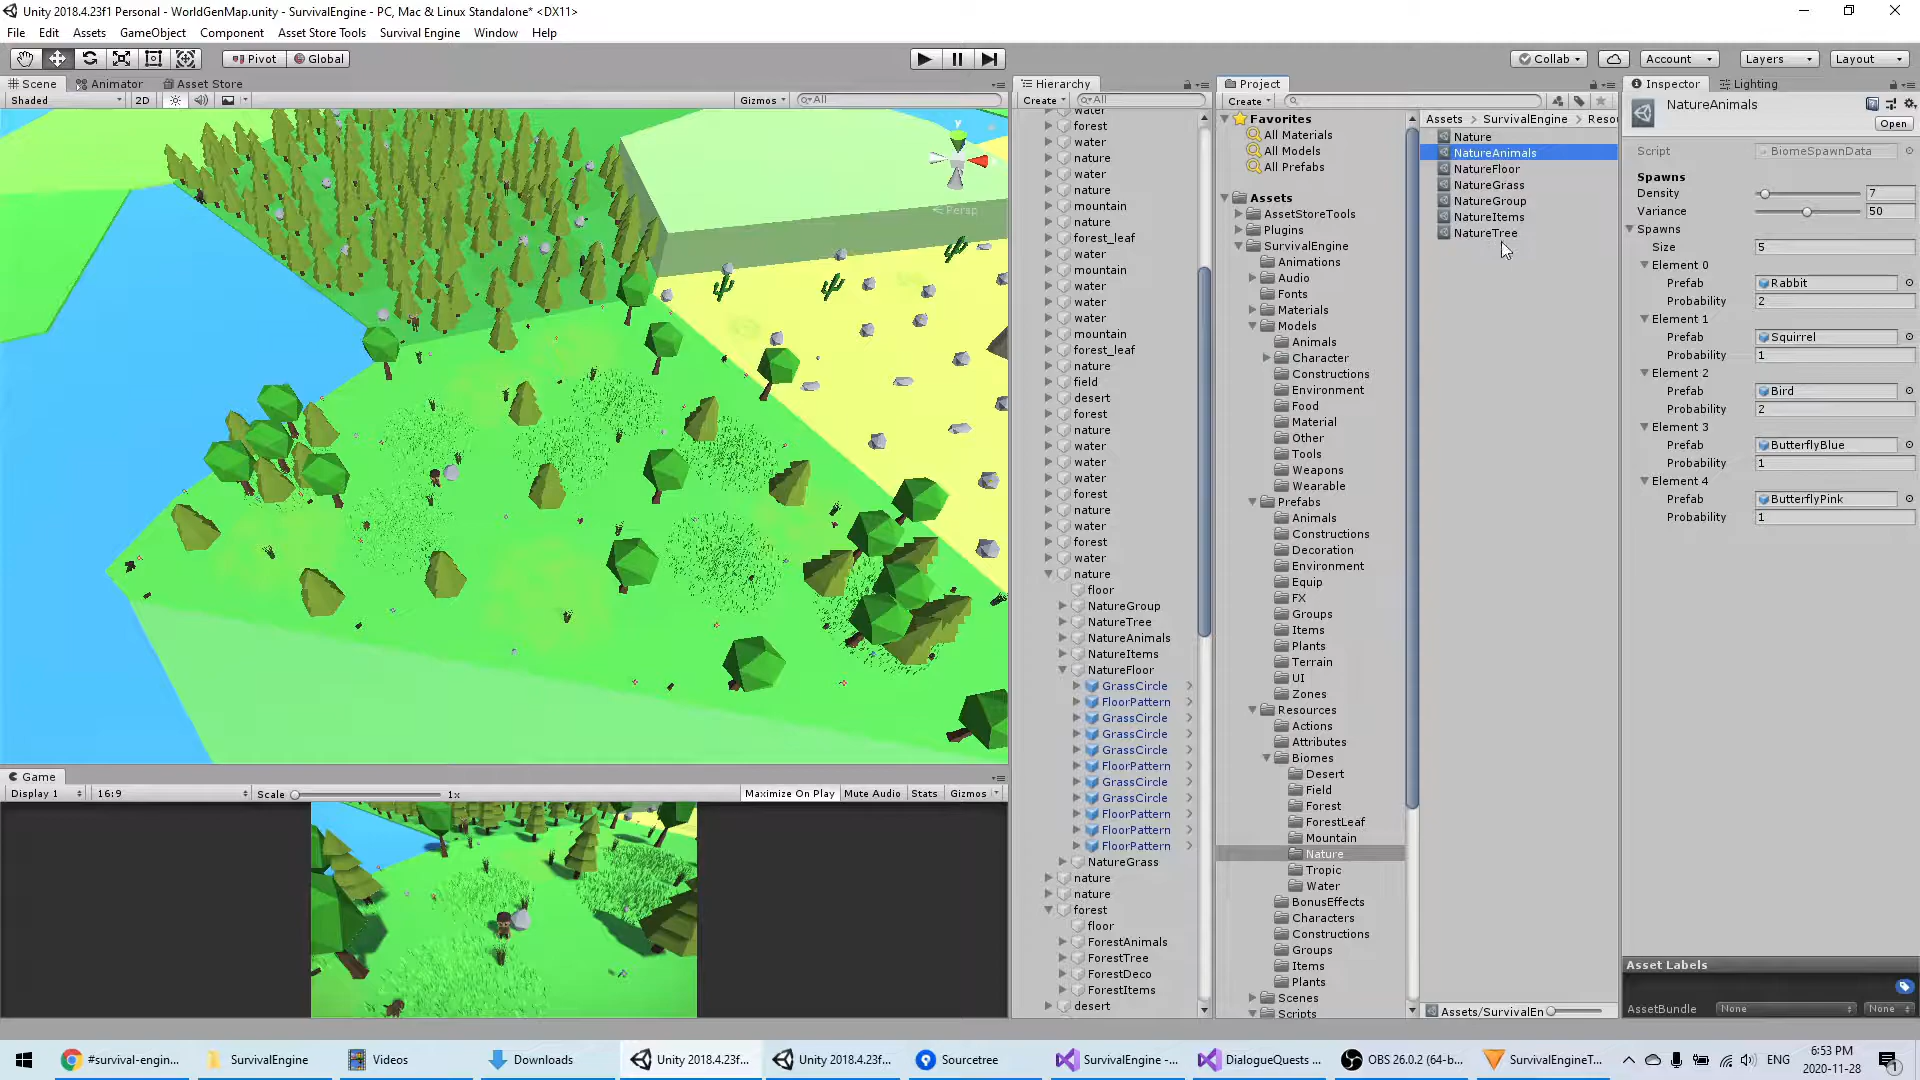 Unity 2018.4.23f1 Personal - WorldGenMap.unity - SurvivalEngine - PC, Mac & Linux Standalone* <DX11>
File Edit Assets GameObject Component Asset Store Tools Survival Engine Window Help
Pivot Global Collab Account Layers Layout
Scene Animator Asset Store
Shaded 2D Gizmos All
y
Persp
Game
Display 1 16:9 Scale 1x Maximize On Play Mute Audio Stats Gizmos
Hierarchy
Create All
water
forest
water
nature
water
nature
mountain
nature
forest_leaf
water
mountain
water
water
water
mountain
forest_leaf
nature
field
desert
forest
nature
water
water
water
forest
nature
water
forest
water
nature
floor
NatureGroup
NatureTree
NatureAnimals
NatureItems
NatureFloor
GrassCircle
FloorPattern
GrassCircle
GrassCircle
GrassCircle
FloorPattern
GrassCircle
GrassCircle
FloorPattern
FloorPattern
FloorPattern
NatureGrass
nature
nature
forest
floor
ForestAnimals
ForestTree
ForestDeco
ForestItems
desert
Project
Create
Favorites
All Materials
All Models
All Prefabs
Assets
AssetStoreTools
Plugins
SurvivalEngine
Animations
Audio
Fonts
Materials
Models
Animals
Character
Constructions
Environment
Food
Material
Other
Tools
Weapons
Wearable
Prefabs
Animals
Constructions
Decoration
Environment
Equip
FX
Groups
Items
Plants
Terrain
UI
Zones
Resources
Actions
Attributes
Biomes
Desert
Field
Forest
ForestLeaf
Mountain
Nature
Tropic
Water
BonusEffects
Characters
Constructions
Groups
Items
Plants
Scenes
Scripts
Assets SurvivalEngine Resou
Nature
NatureAnimals
NatureFloor
NatureGrass
NatureGroup
NatureItems
NatureTree
Assets/SurvivalEn
Inspector Lighting
NatureAnimals
Open
Script BiomeSpawnData
Spawns
Density 7
Variance 50
Spawns
Size 5
Element 0
Prefab Rabbit
Probability 2
Element 1
Prefab Squirrel
Probability 1
Element 2
Prefab Bird
Probability 2
Element 3
Prefab ButterflyBlue
Probability 1
Element 4
Prefab ButterflyPink
Probability 1
Asset Labels
AssetBundle None None
#survival-engin... SurvivalEngine Videos Downloads Unity 2018.4.23f... Unity 2018.4.23f... Sourcetree SurvivalEngine -... DialogueQuests ... OBS 26.0.2 (64-b... SurvivalEngineT... ENG 6:53 PM
2020-11-28
1